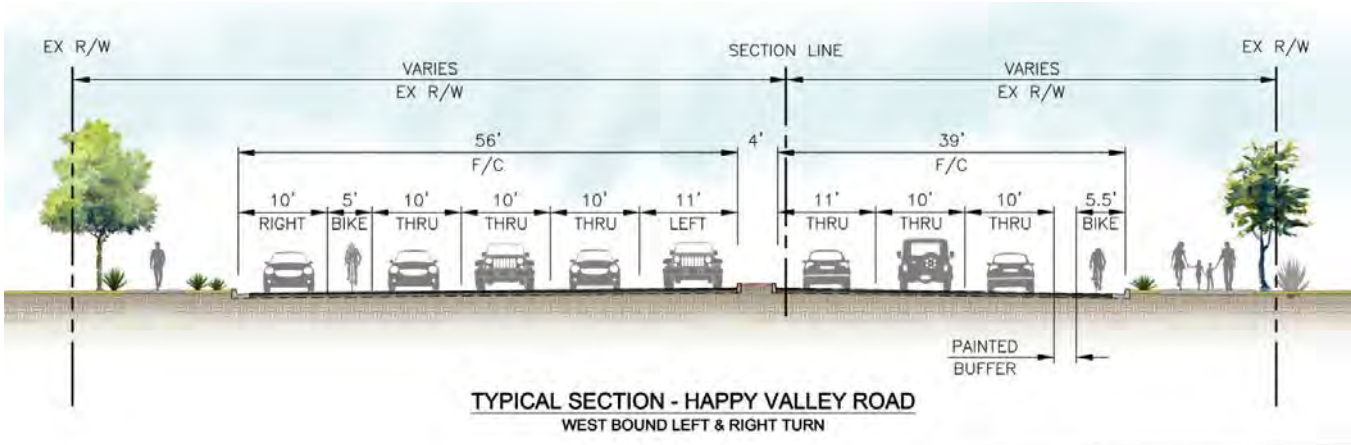 EX R/W
SECTION LINE
EX R/W
VARIES
EX R/W
VARIES
EX R/W
56'
F/C
4'
39'
F/C
10'
RIGHT
5'
BIKE
10'
THRU
10'
THRU
10'
THRU
11'
LEFT
11'
THRU
10'
THRU
10'
THRU
5.5'
BIKE
PAINTED
BUFFER
TYPICAL SECTION - HAPPY VALLEY ROAD
WEST BOUND LEFT & RIGHT TURN